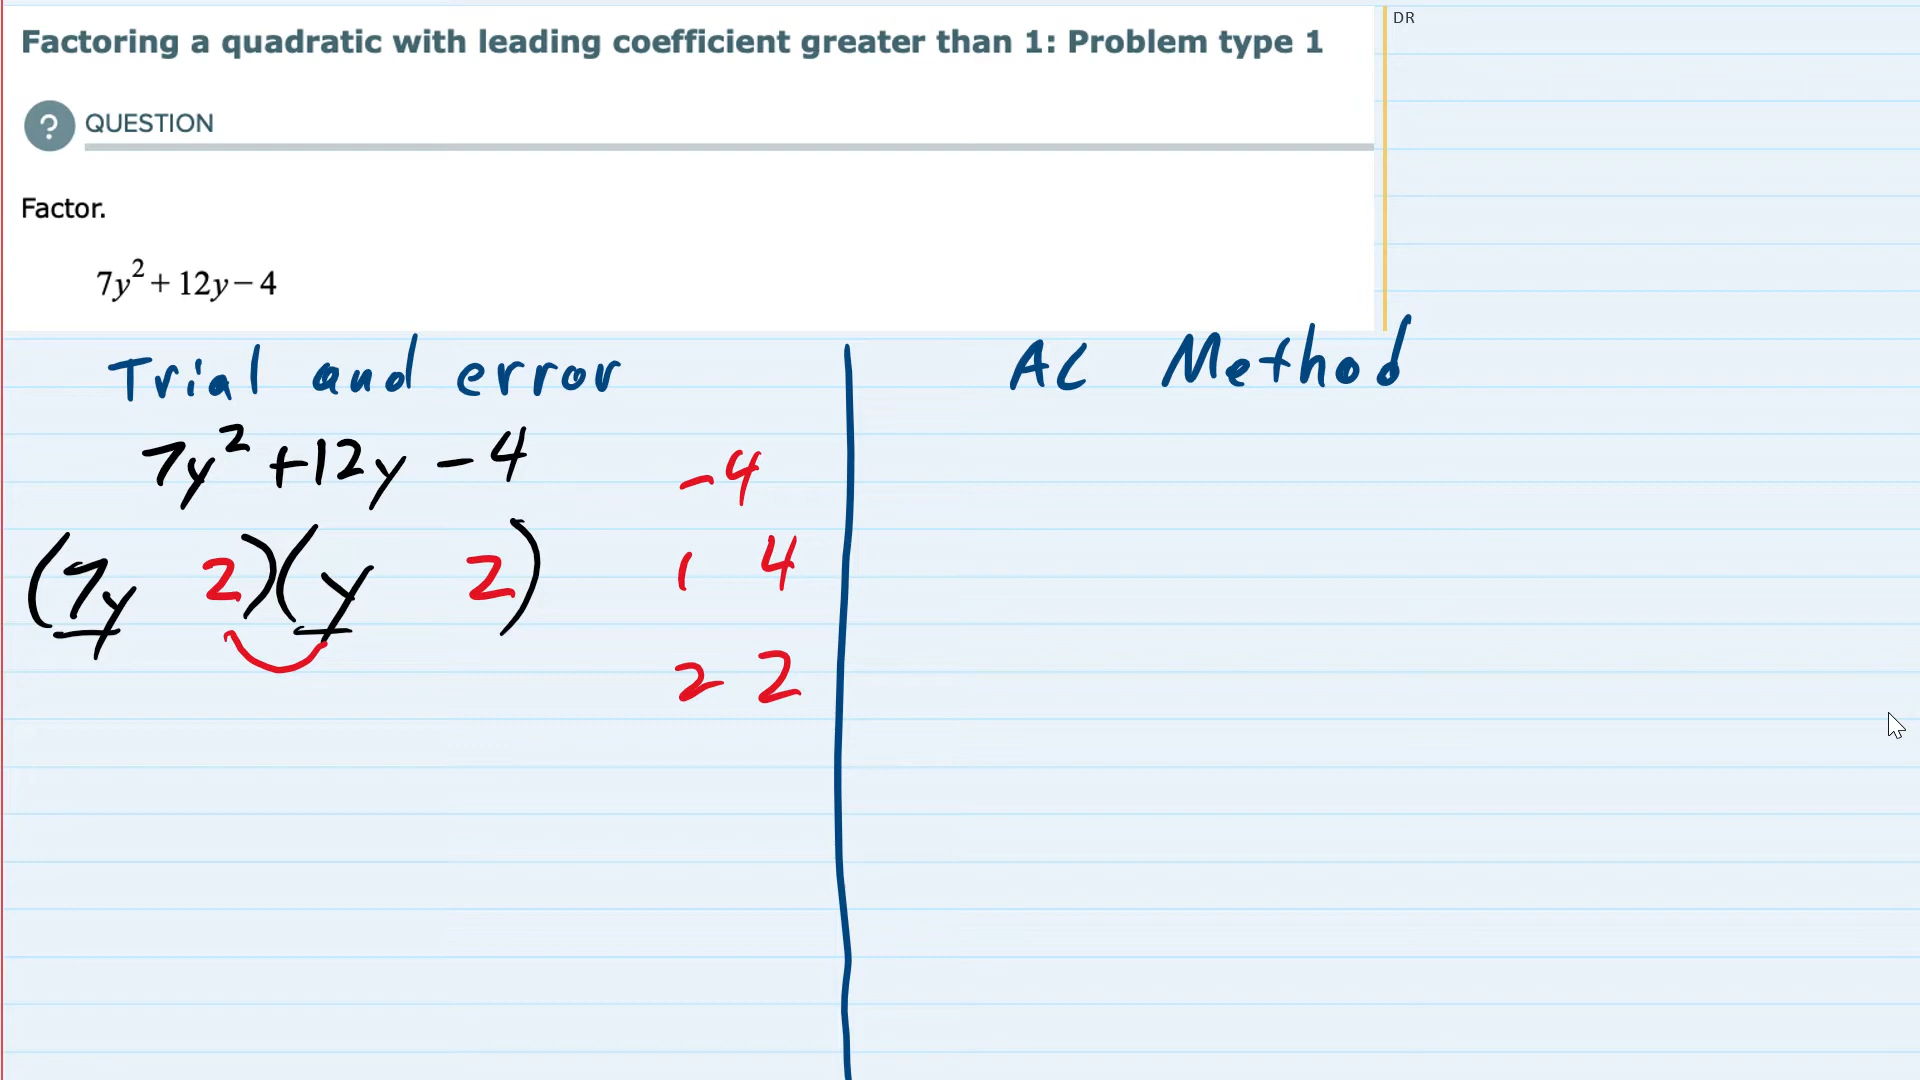 Factoring a quadratic with leading coefficient greater than 1: Problem type 1
DR
? QUESTION
Factor.
7y² + 12y − 4
Trial and error
7y² +12y − 4
(7y 2)(y 2)
−4
1 4
2 2
AC Method